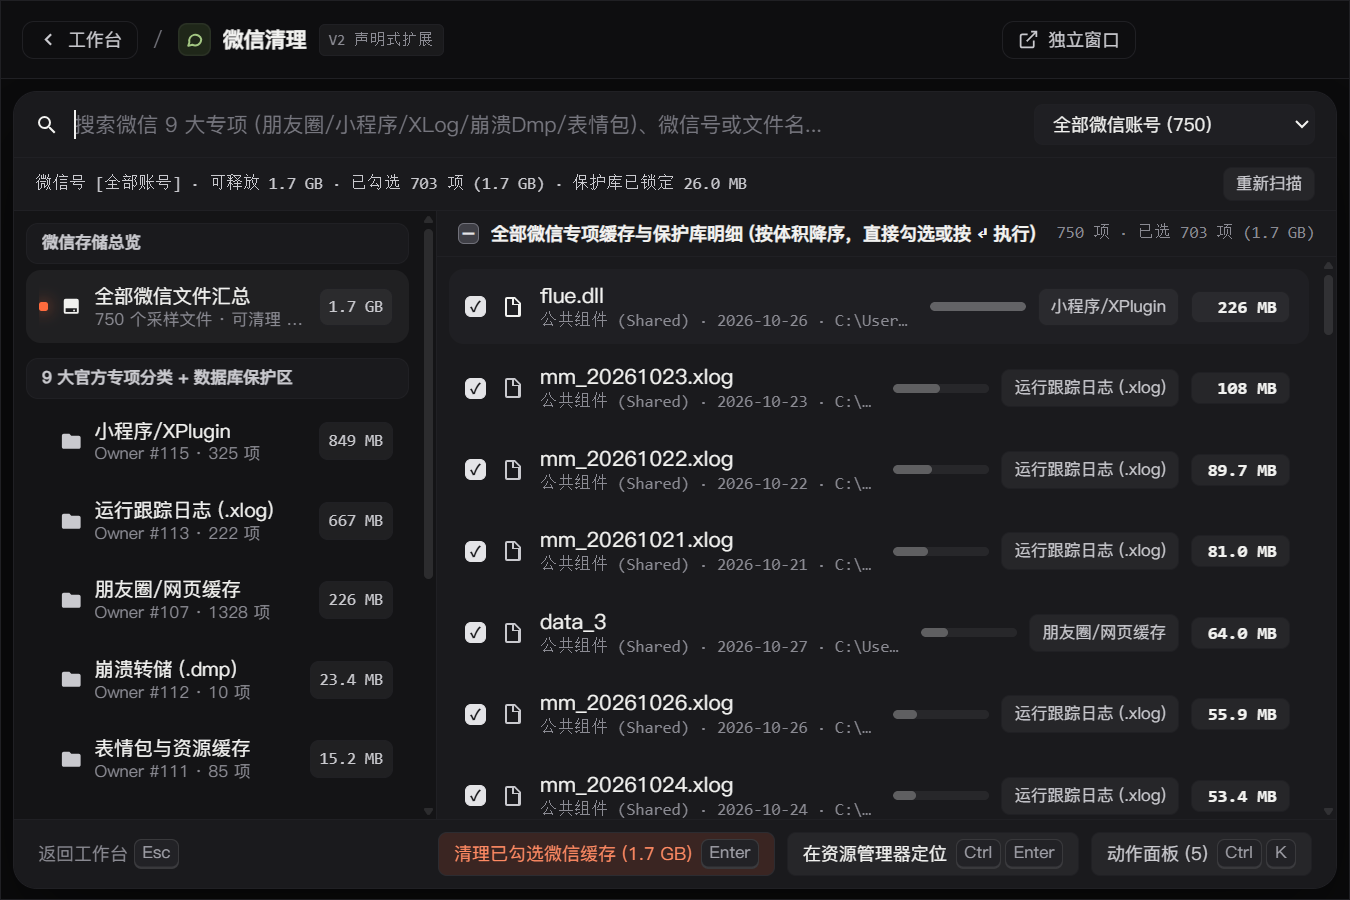 工作台 / 微信清理 V2 声明式扩展 独立窗口
搜索微信 9 大专项 (朋友圈/小程序/XLog/崩溃Dmp/表情包)、微信号或文件名... 全部微信账号 (750)
微信号 [全部账号] · 可释放 1.7 GB · 已勾选 703 项 (1.7 GB) · 保护库已锁定 26.0 MB 重新扫描
微信存储总览
全部微信文件汇总 1.7 GB
750 个采样文件 · 可清理 ...
9 大官方专项分类 + 数据库保护区
小程序/XPlugin 849 MB
Owner #115 · 325 项
运行跟踪日志 (.xlog) 667 MB
Owner #113 · 222 项
朋友圈/网页缓存 226 MB
Owner #107 · 1328 项
崩溃转储 (.dmp) 23.4 MB
Owner #112 · 10 项
表情包与资源缓存 15.2 MB
Owner #111 · 85 项
全部微信专项缓存与保护库明细 (按体积降序，直接勾选或按 ↵ 执行) 750 项 · 已选 703 项 (1.7 GB)
flue.dll 小程序/XPlugin 226 MB
公共组件 (Shared) · 2026-10-26 · C:\User...
mm_20261023.xlog 运行跟踪日志 (.xlog) 108 MB
公共组件 (Shared) · 2026-10-23 · C:\...
mm_20261022.xlog 运行跟踪日志 (.xlog) 89.7 MB
公共组件 (Shared) · 2026-10-22 · C:\...
mm_20261021.xlog 运行跟踪日志 (.xlog) 81.0 MB
公共组件 (Shared) · 2026-10-21 · C:\...
data_3 朋友圈/网页缓存 64.0 MB
公共组件 (Shared) · 2026-10-27 · C:\Use...
mm_20261026.xlog 运行跟踪日志 (.xlog) 55.9 MB
公共组件 (Shared) · 2026-10-26 · C:\...
mm_20261024.xlog 运行跟踪日志 (.xlog) 53.4 MB
公共组件 (Shared) · 2026-10-24 · C:\...
返回工作台 Esc 清理已勾选微信缓存 (1.7 GB) Enter 在资源管理器定位 Ctrl Enter 动作面板 (5) Ctrl K